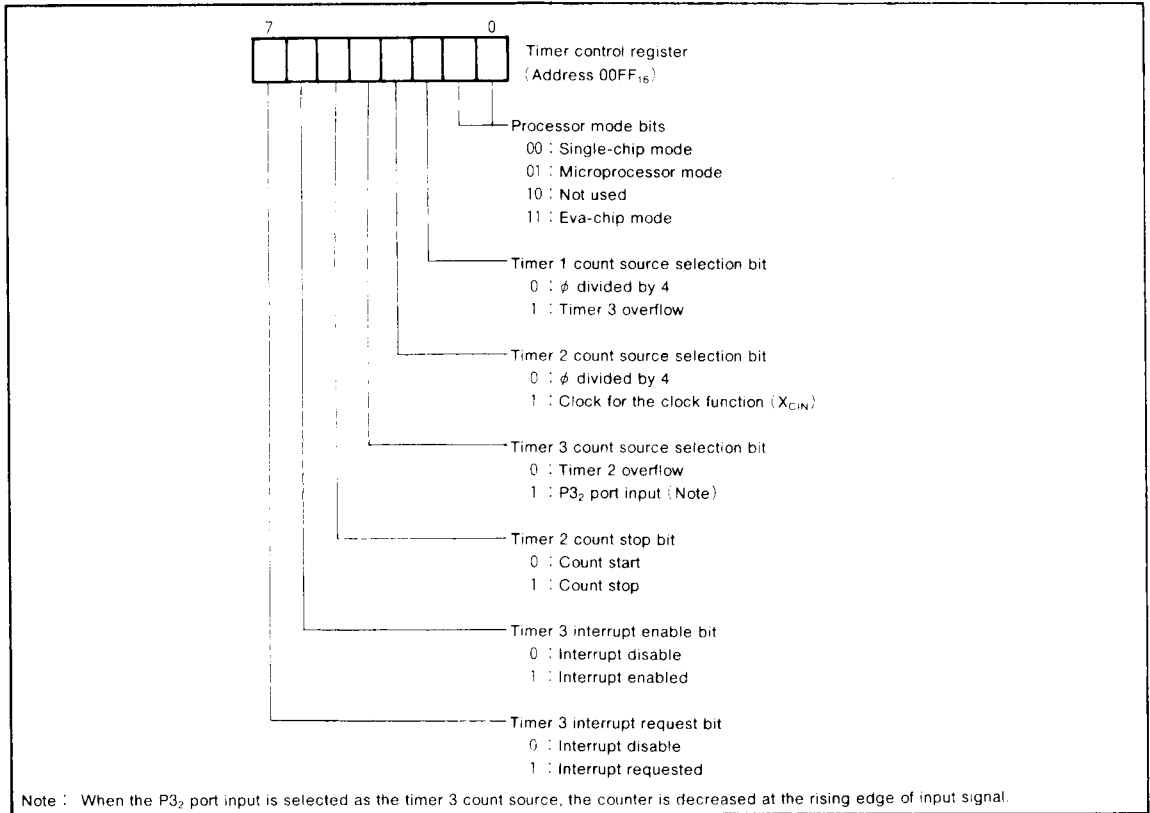 7 0
Timer control register
(Address 00FF₁₆)
Processor mode bits
00 : Single-chip mode
01 : Microprocessor mode
10 : Not used
11 : Eva-chip mode
Timer 1 count source selection bit
0 : φ divided by 4
1 : Timer 3 overflow
Timer 2 count source selection bit
0 : φ divided by 4
1 : Clock for the clock function (X_CIN)
Timer 3 count source selection bit
0 : Timer 2 overflow
1 : P3₂ port input (Note)
Timer 2 count stop bit
0 : Count start
1 : Count stop
Timer 3 interrupt enable bit
0 : Interrupt disable
1 : Interrupt enabled
Timer 3 interrupt request bit
0 : Interrupt disable
1 : Interrupt requested
Note : When the P3₂ port input is selected as the timer 3 count source, the counter is decreased at the rising edge of input signal.